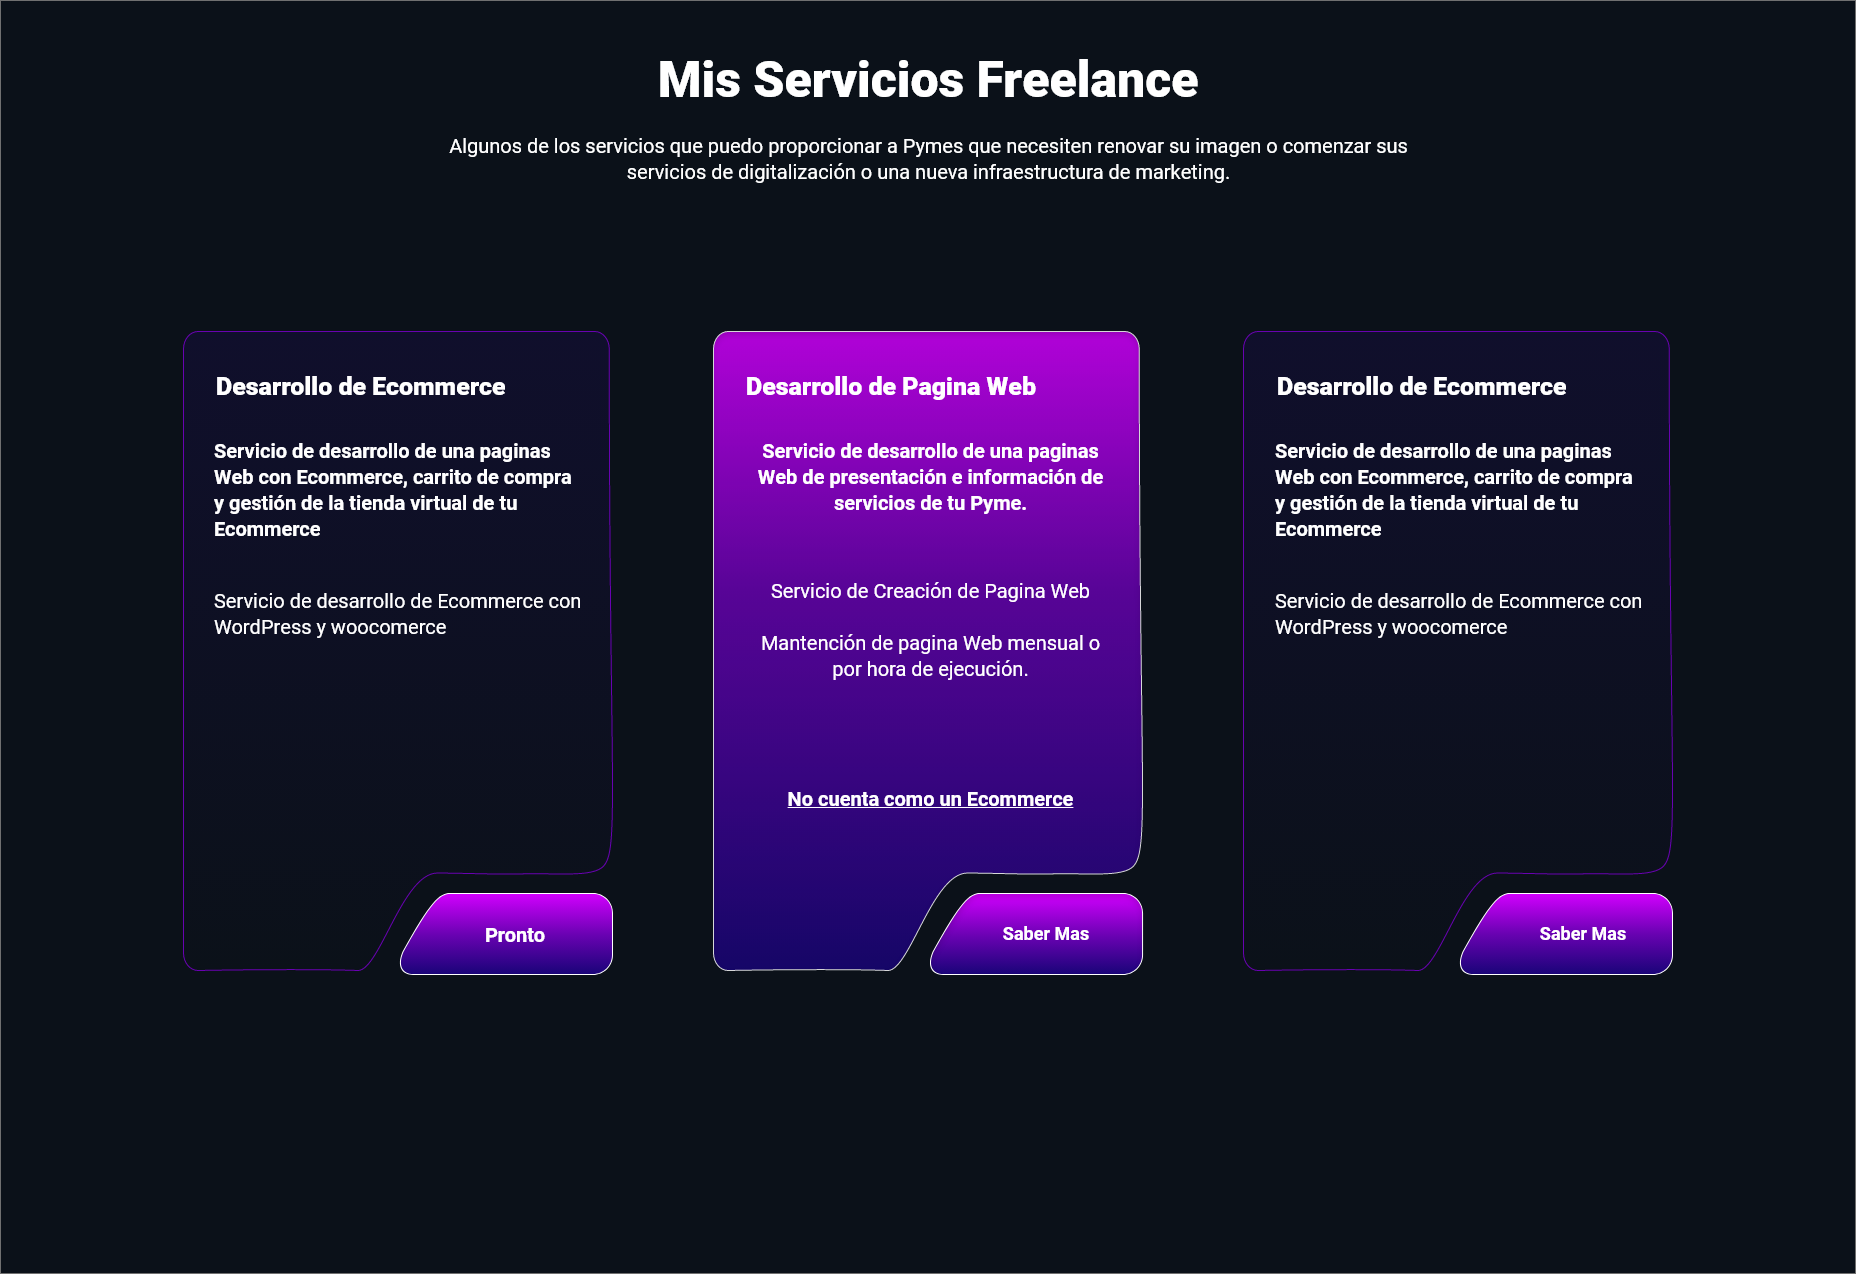 Mis Servicios Freelance
Algunos de los servicios que puedo proporcionar a Pymes que necesiten renovar su imagen o comenzar sus
servicios de digitalización o una nueva infraestructura de marketing.
Desarrollo de Ecommerce
Servicio de desarrollo de una paginas
Web con Ecommerce, carrito de compra
y gestión de la tienda virtual de tu
Ecommerce
Servicio de desarrollo de Ecommerce con
WordPress y woocomerce
Pronto
Desarrollo de Pagina Web
Servicio de desarrollo de una paginas
Web de presentación e información de
servicios de tu Pyme.
Servicio de Creación de Pagina Web
Mantención de pagina Web mensual o
por hora de ejecución.
No cuenta como un Ecommerce
Saber Mas
Desarrollo de Ecommerce
Servicio de desarrollo de una paginas
Web con Ecommerce, carrito de compra
y gestión de la tienda virtual de tu
Ecommerce
Servicio de desarrollo de Ecommerce con
WordPress y woocomerce
Saber Mas